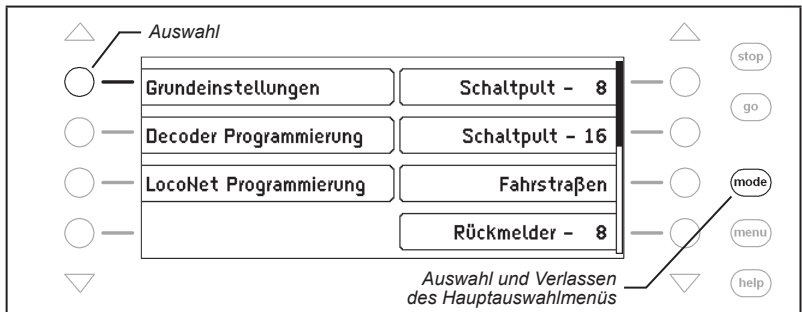 Auswahl
stop
Grundeinstellungen
Schaltpult - 8
go
Decoder Programmierung
Schaltpult - 16
LocoNet Programmierung
Fahrstraßen
mode
Rückmelder - 8
menu
Auswahl und Verlassen
des Hauptauswahlmenüs
help